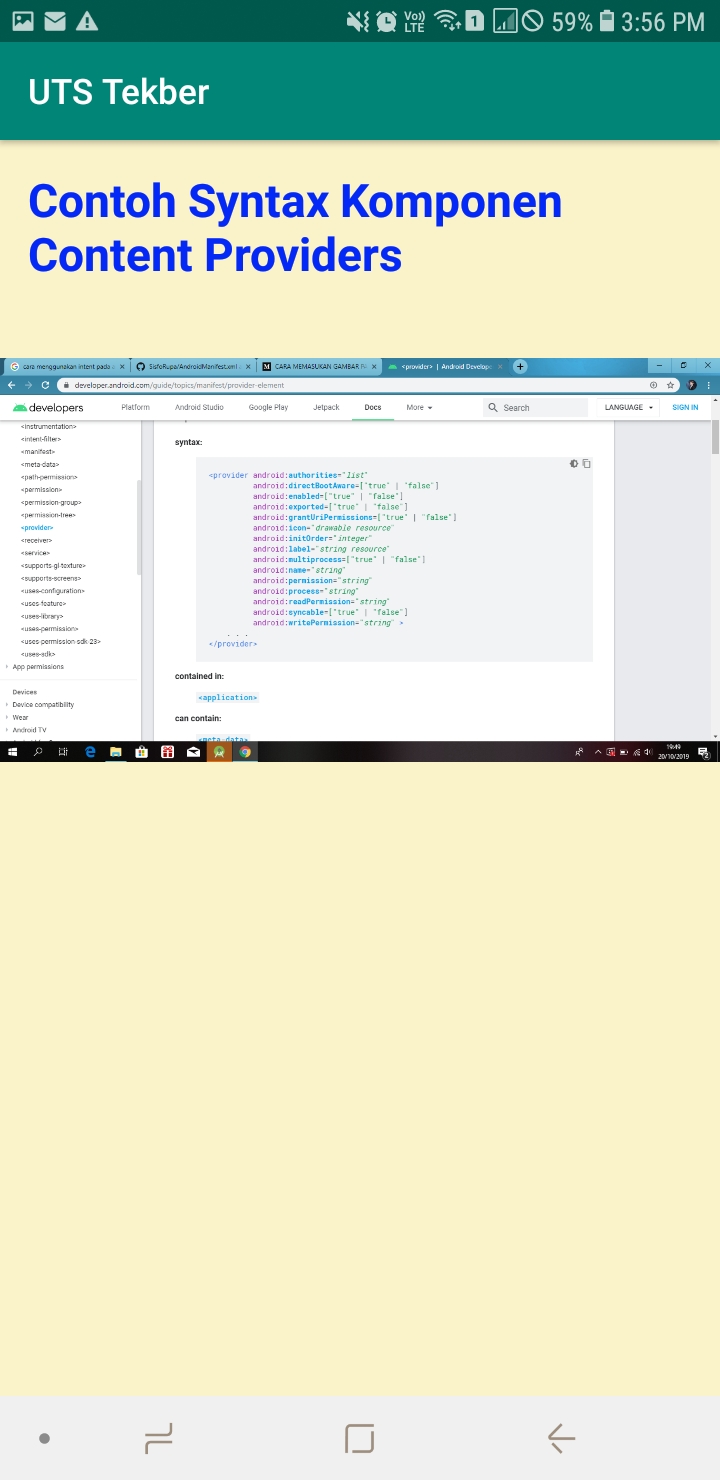 Vo))
LTE
1
59%
3:56 PM
UTS Tekber
Contoh Syntax Komponen
Content Providers
cara menggunakan intent pada
SisfoRupa/AndroidManifest.xml
CARA MEMASUKAN GAMBAR
<provider> | Android Develop
developer.android.com/guide/topics/manifest/provider-element
developers
Platform
Android Studio
Google Play
Jetpack
Docs
More
Search
LANGUAGE
SIGN IN
<instrumentation>
<intent-filter>
<manifest>
<meta-data>
<path-permission>
<permission>
<permission-group>
<permission-tree>
<provider>
<receiver>
<service>
<supports-gl-texture>
<supports-screens>
<uses-configuration>
<uses-feature>
<uses-library>
<uses-permission>
<uses-permission-sdk-23>
<uses-sdk>
App permissions
Devices
Device compatibility
Wear
Android TV
syntax:
<provider android:authorities="list"
android:directBootAware=["true" | "false"]
android:enabled=["true" | "false"]
android:exported=["true" | "false"]
android:grantUriPermissions=["true" | "false"]
android:icon="drawable resource"
android:initOrder="integer"
android:label="string resource"
android:multiprocess=["true" | "false"]
android:name="string"
android:permission="string"
android:process="string"
android:readPermission="string"
android:syncable=["true" | "false"]
android:writePermission="string" >
. . .
</provider>
contained in:
<application>
can contain:
<meta-data>
19:49
20/10/2019
2